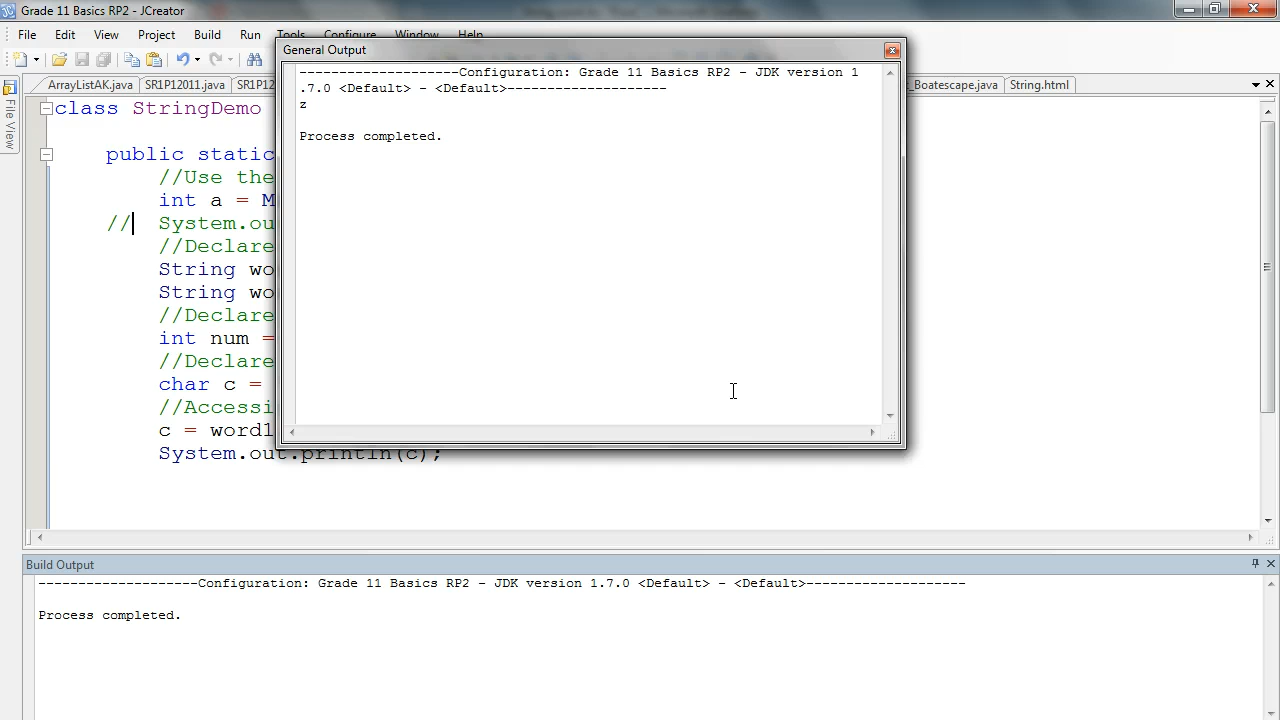 Grade 11 Basics RP2 - JCreator
File Edit View Project Build Run Tools Configure Window Help
General Output
ArrayListAK.java SR1P12011.java SR1P12 _Boatescape.java String.html
--------------------Configuration: Grade 11 Basics RP2 - JDK version 1
.7.0 <Default> - <Default>--------------------
z
Process completed.
File View
class StringDemo
public static
//Use the
int a = M
// System.ou
//Declare
String wo
String wo
//Declare
int num =
//Declare
char c =
//Accessi
c = word1
System.out.println(c);
Build Output
--------------------Configuration: Grade 11 Basics RP2 - JDK version 1.7.0 <Default> - <Default>--------------------
Process completed.